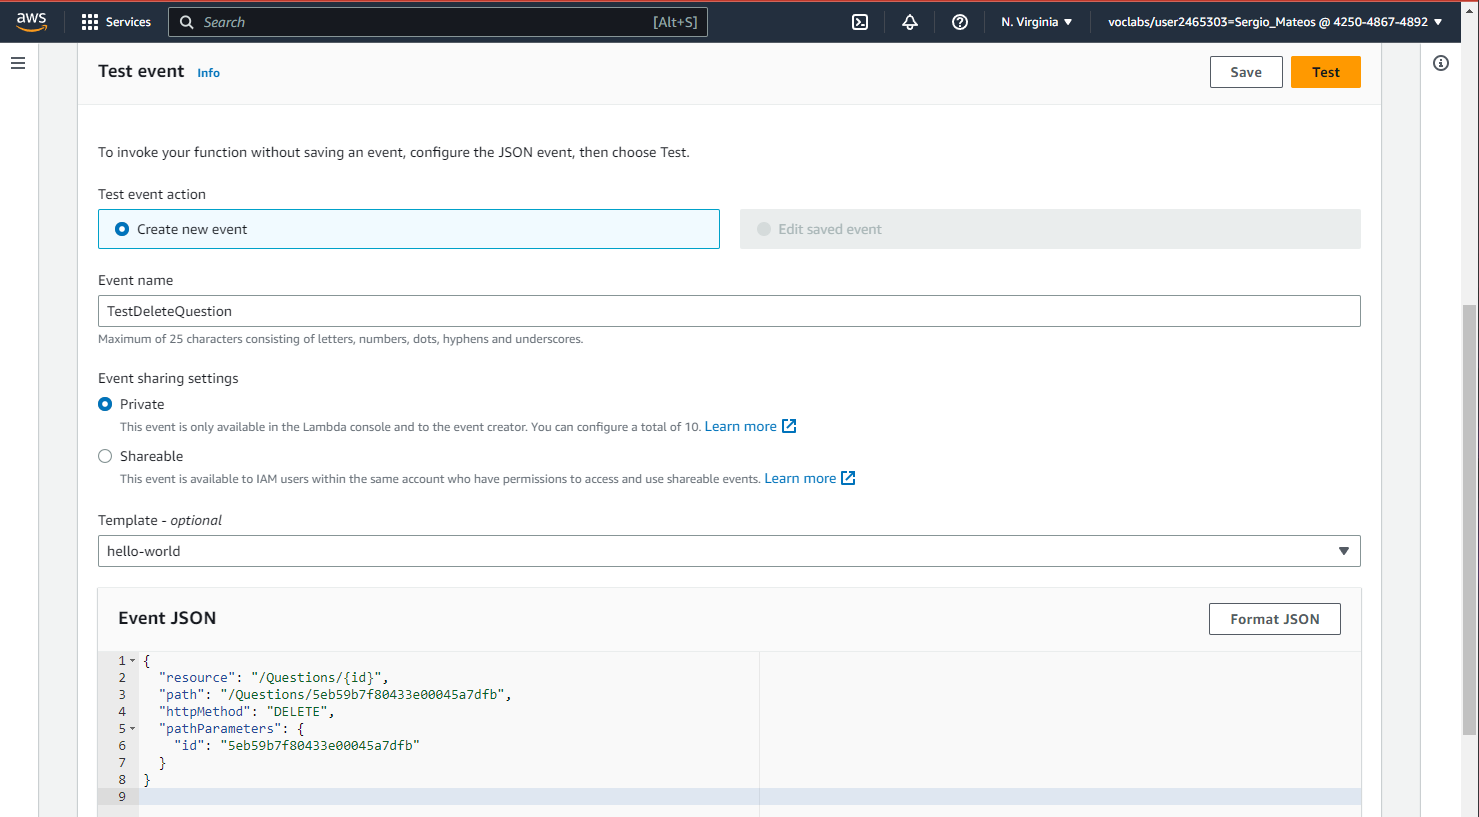 aws Services Search [Alt+S] N. Virginia voclabs/user2465303=Sergio_Mateos @ 4250-4867-4892
Test event Info Save Test
To invoke your function without saving an event, configure the JSON event, then choose Test.
Test event action
Create new event Edit saved event
Event name
TestDeleteQuestion
Maximum of 25 characters consisting of letters, numbers, dots, hyphens and underscores.
Event sharing settings
Private
This event is only available in the Lambda console and to the event creator. You can configure a total of 10. Learn more
Shareable
This event is available to IAM users within the same account who have permissions to access and use shareable events. Learn more
Template - optional
hello-world
Event JSON Format JSON
1 {
2 "resource": "/Questions/{id}",
3 "path": "/Questions/5eb59b7f80433e00045a7dfb",
4 "httpMethod": "DELETE",
5 "pathParameters": {
6 "id": "5eb59b7f80433e00045a7dfb"
7 }
8 }
9